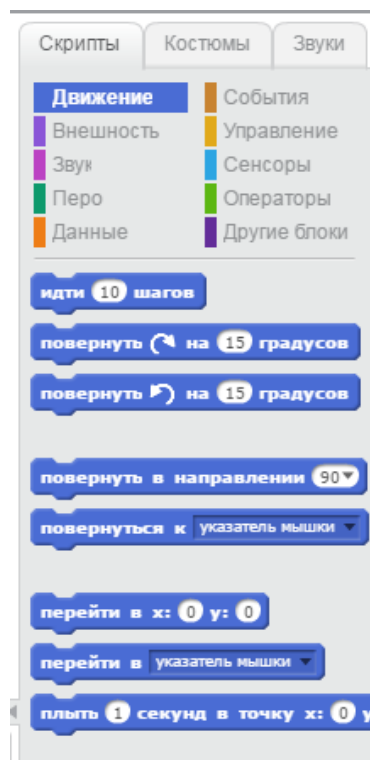 Скрипты Костюмы Звуки
Движение События
Внешность Управление
Звук Сенсоры
Перо Операторы
Данные Другие блоки
идти 10 шагов
повернуть на 15 градусов
повернуть на 15 градусов
повернуть в направлении 90
повернуться к указатель мышки
перейти в x: 0 y: 0
перейти в указатель мышки
плыть 1 секунд в точку x: 0 y